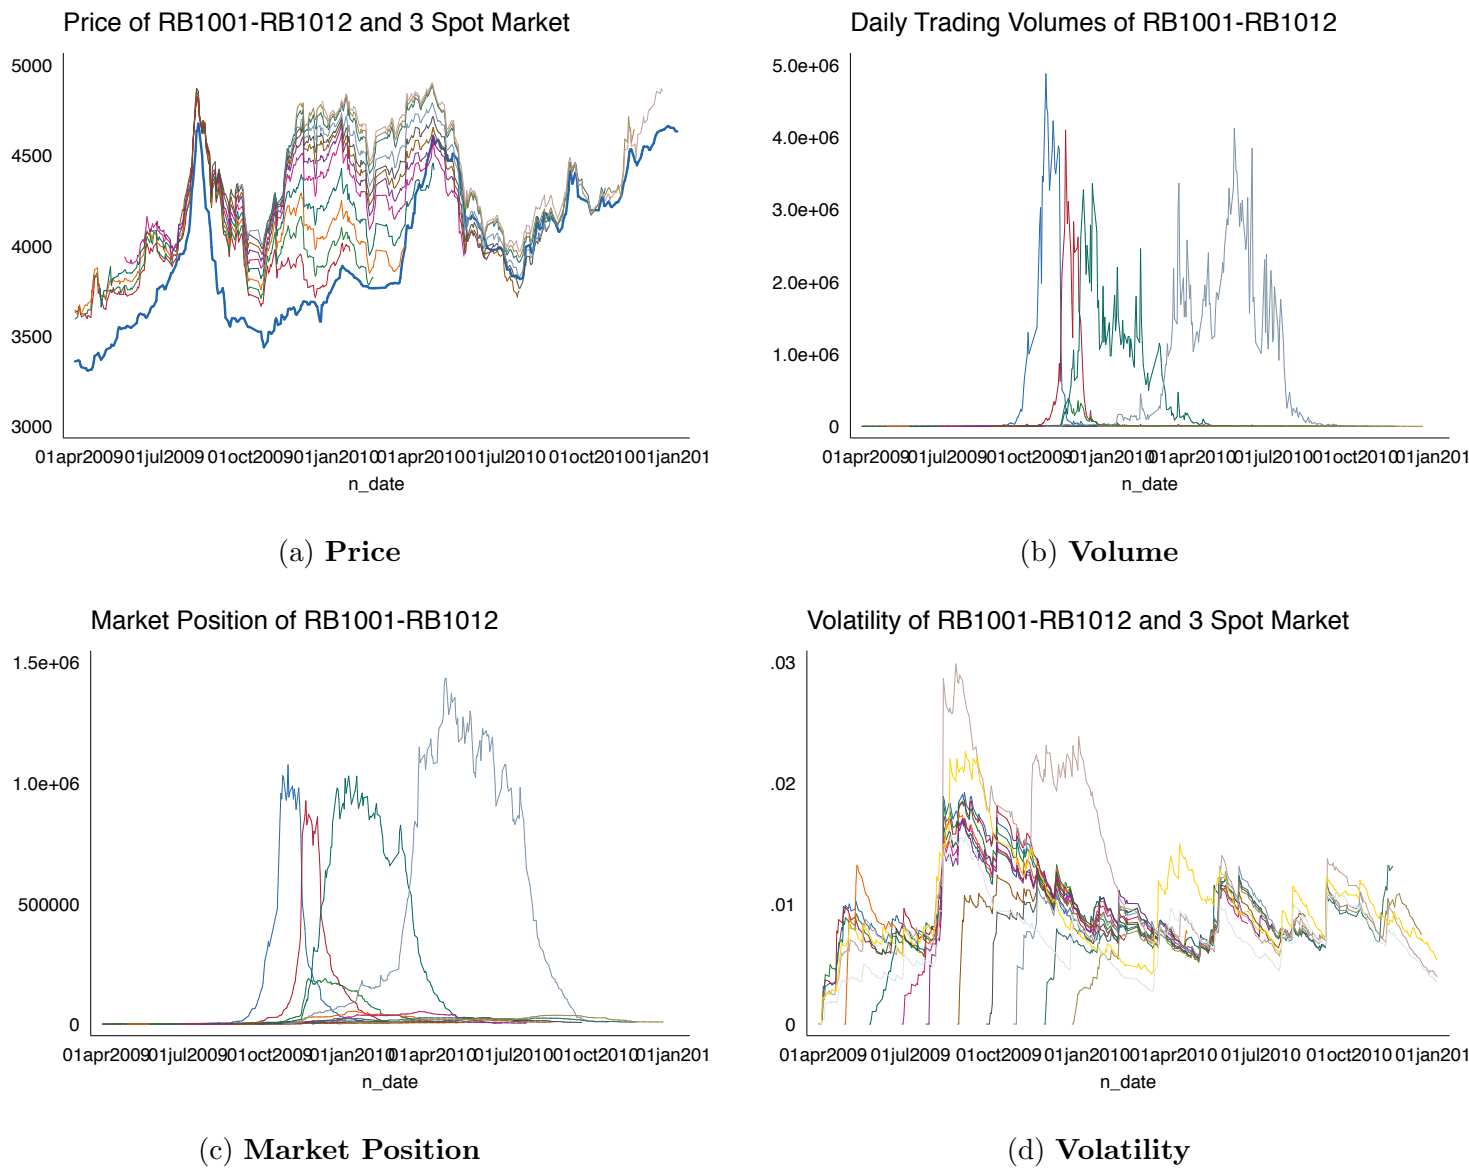 Price of RB1001-RB1012 and 3 Spot Market
5000
4500
4000
3500
3000
01apr2009 01jul2009 01oct2009 01jan2010 01apr2010 01jul2010 01oct2010 01jan201
n_date
(a) Price
Daily Trading Volumes of RB1001-RB1012
5.0e+06
4.0e+06
3.0e+06
2.0e+06
1.0e+06
0
01apr2009 01jul2009 01oct2009 01jan2010 01apr2010 01jul2010 01oct2010 01jan201
n_date
(b) Volume
Market Position of RB1001-RB1012
1.5e+06
1.0e+06
500000
0
01apr2009 01jul2009 01oct2009 01jan2010 01apr2010 01jul2010 01oct2010 01jan201
n_date
(c) Market Position
Volatility of RB1001-RB1012 and 3 Spot Market
.03
.02
.01
0
01apr2009 01jul2009 01oct2009 01jan2010 01apr2010 01jul2010 01oct2010 01jan201
n_date
(d) Volatility